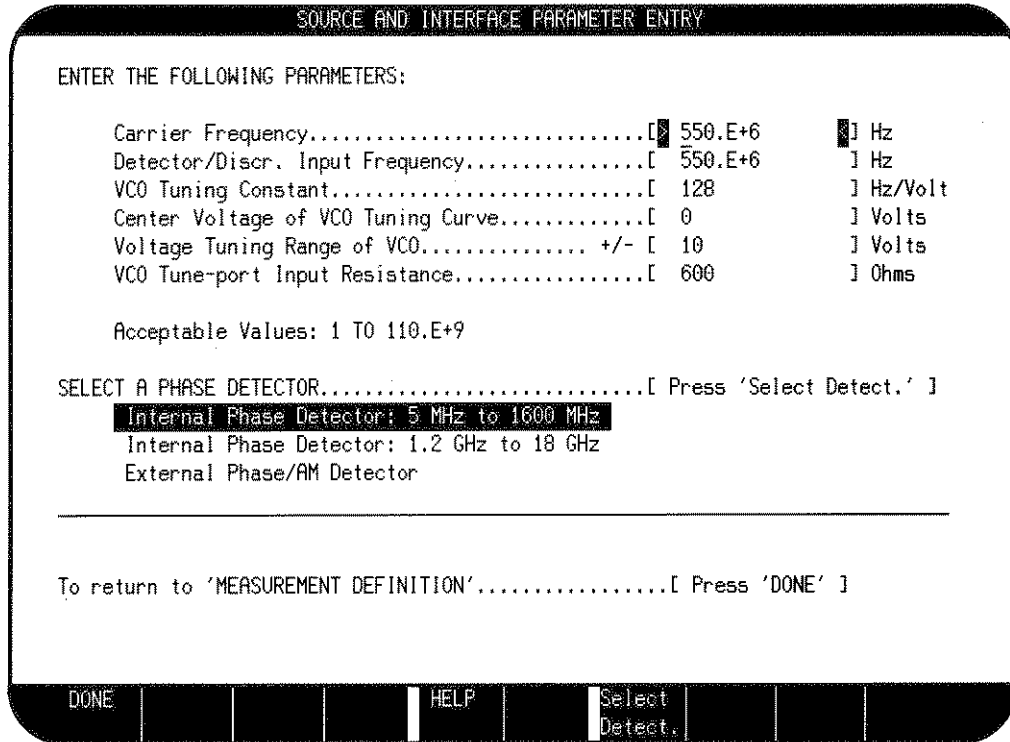 SOURCE AND INTERFACE PARAMETER ENTRY
ENTER THE FOLLOWING PARAMETERS:
Carrier Frequency..............................[> 550.E+6 <] Hz
Detector/Discr. Input Frequency................[ 550.E+6 ] Hz
VCO Tuning Constant............................[ 128 ] Hz/Volt
Center Voltage of VCO Tuning Curve.............[ 0 ] Volts
Voltage Tuning Range of VCO............... +/- [ 10 ] Volts
VCO Tune-port Input Resistance.................[ 600 ] Ohms
Acceptable Values: 1 TO 110.E+9
SELECT A PHASE DETECTOR.............................[ Press 'Select Detect.' ]
Internal Phase Detector: 5 MHz to 1600 MHz
Internal Phase Detector: 1.2 GHz to 18 GHz
External Phase/AM Detector
To return to 'MEASUREMENT DEFINITION'.................[ Press 'DONE' ]
DONE HELP Select
Detect.